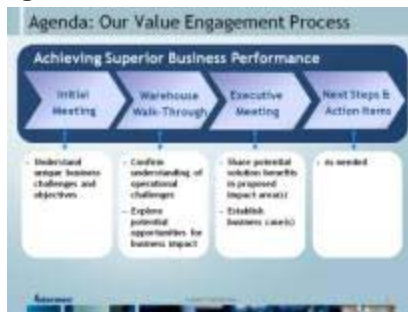 Agenda: Our Value Engagement Process
Achieving Superior Business Performance
Initial
Meeting
Warehouse
Walk-Through
Executive
Meeting
Next Steps &
Action Items
- Understand
unique business
challenges and
objectives
- Confirm
understanding of
operational
challenges
- Explore
potential
opportunities for
business impact
- Share potential
solution benefits
in proposed
impact area(s)
- Establish
business case(s)
- As needed